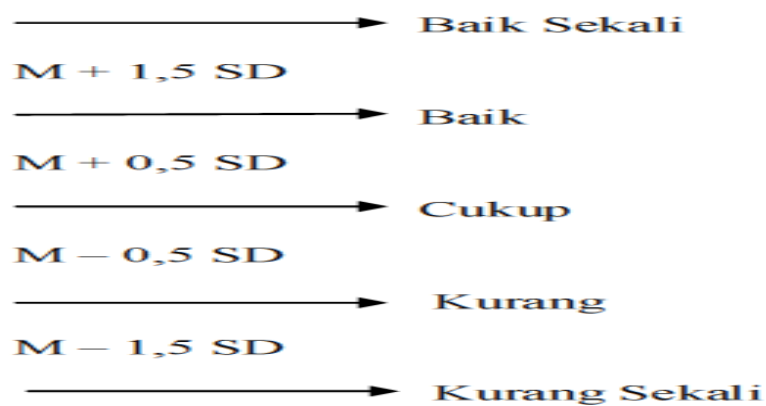 Baik Sekali
M + 1,5 SD
Baik
M + 0,5 SD
Cukup
M – 0,5 SD
Kurang
M – 1,5 SD
Kurang Sekali